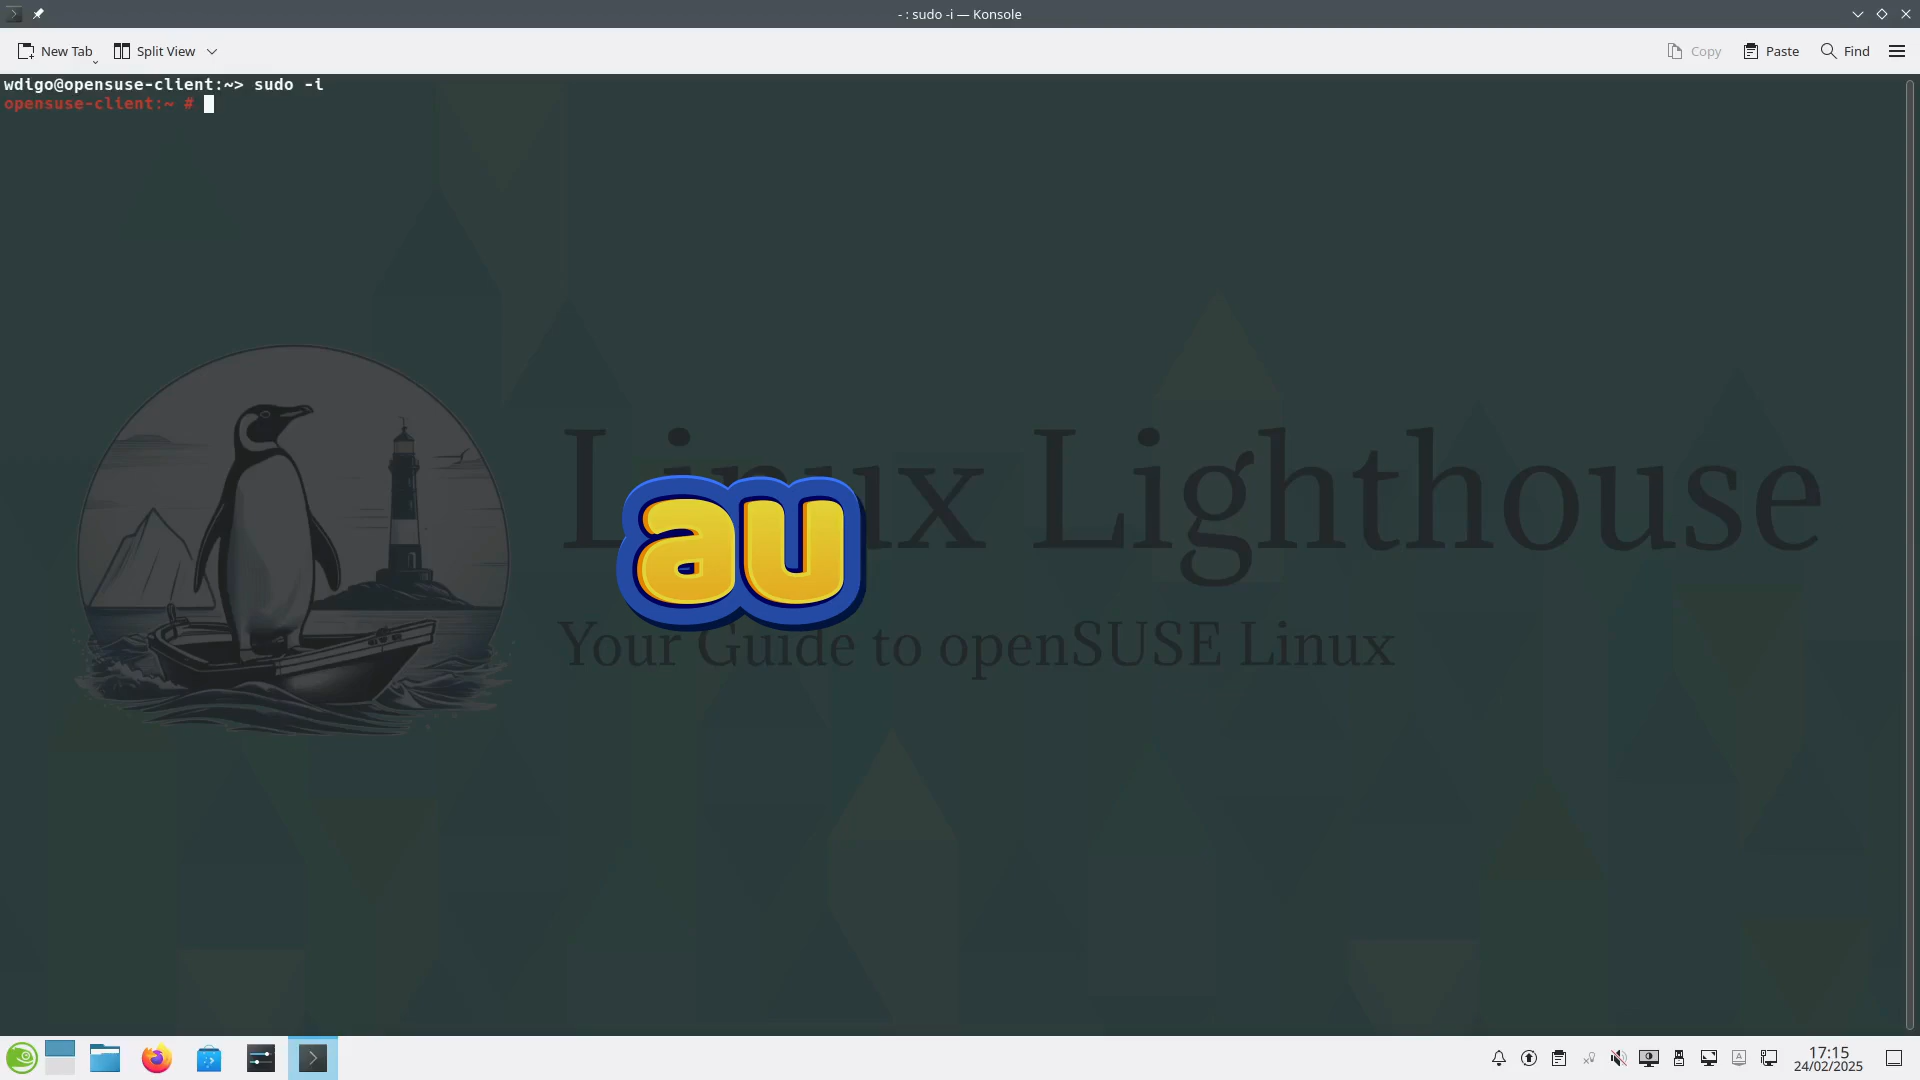 - : sudo -i — Konsole
New Tab
Split View
Copy
Paste
Find
wdigo@opensuse-client:~> sudo -i
opensuse-client:~ #
Linux Lighthouse
au
Your Guide to openSUSE Linux
17:15
24/02/2025